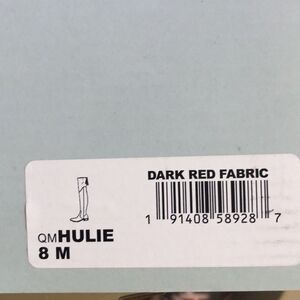 DARK RED FABRIC
1 91408 58928 7
QMHULIE
8 M